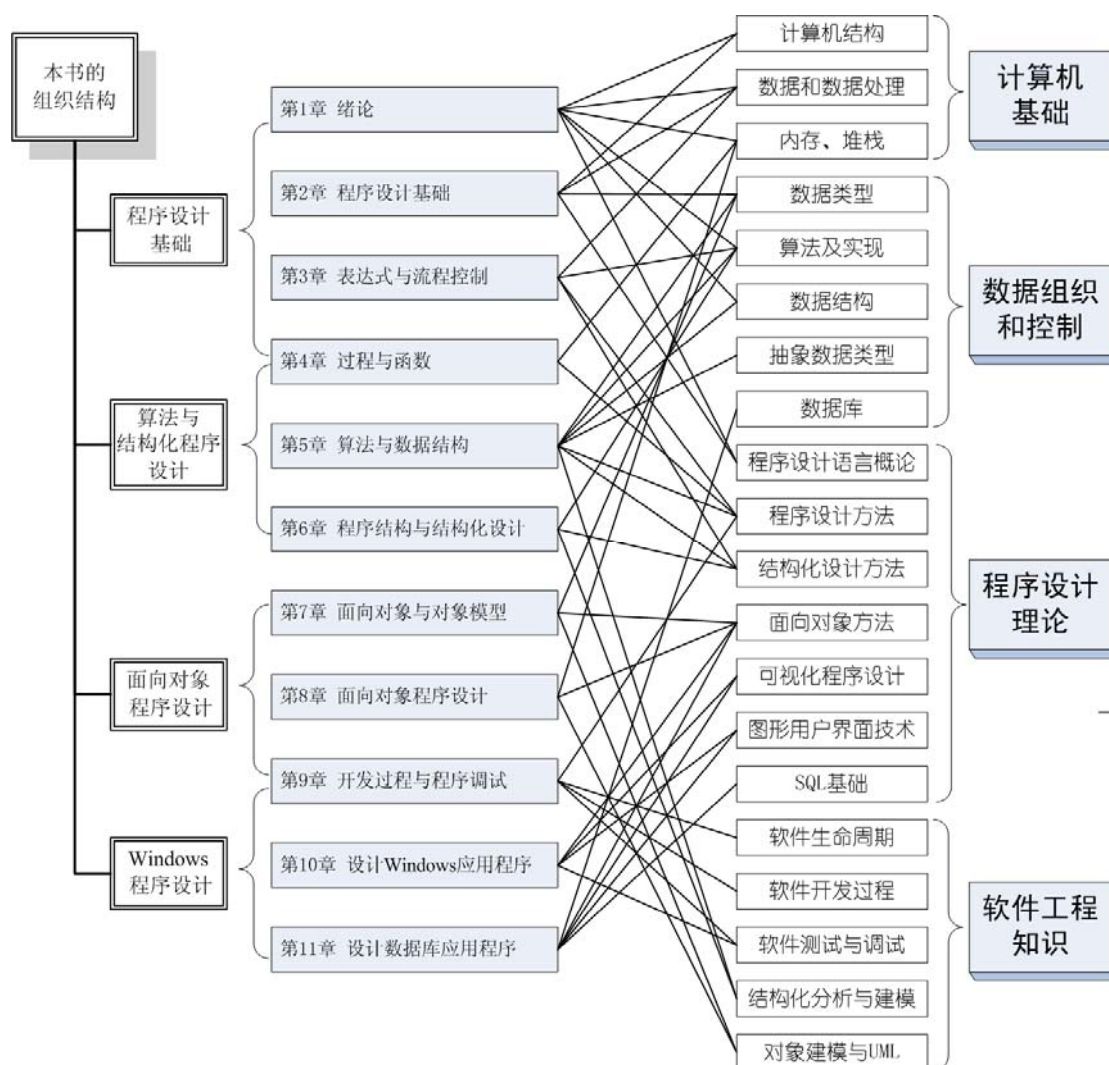 本书的
组织结构
程序设计
基础
算法与
结构化程序
设计
面向对象
程序设计
Windows
程序设计
第1章 绪论
第2章 程序设计基础
第3章 表达式与流程控制
第4章 过程与函数
第5章 算法与数据结构
第6章 程序结构与结构化设计
第7章 面向对象与对象模型
第8章 面向对象程序设计
第9章 开发过程与程序调试
第10章 设计Windows应用程序
第11章 设计数据库应用程序
计算机结构
数据和数据处理
内存、堆栈
数据类型
算法及实现
数据结构
抽象数据类型
数据库
程序设计语言概论
程序设计方法
结构化设计方法
面向对象方法
可视化程序设计
图形用户界面技术
SQL基础
软件生命周期
软件开发过程
软件测试与调试
结构化分析与建模
对象建模与UML
计算机
基础
数据组织
和控制
程序设计
理论
软件工程
知识